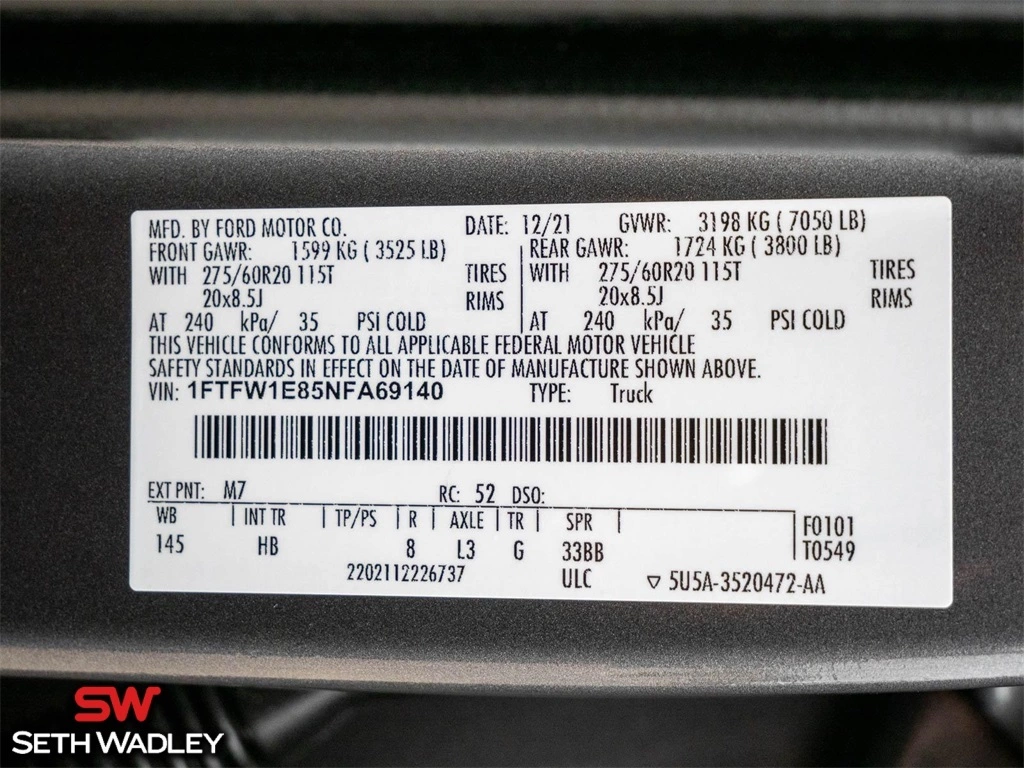 MFD. BY FORD MOTOR CO. DATE: 12/21 GVWR: 3198 KG ( 7050 LB)
FRONT GAWR: 1599 KG ( 3525 LB) REAR GAWR: 1724 KG ( 3800 LB)
WITH 275/60R20 115T TIRES WITH 275/60R20 115T TIRES
20x8.5J RIMS 20x8.5J RIMS
AT 240 kPa/ 35 PSI COLD AT 240 kPa/ 35 PSI COLD
THIS VEHICLE CONFORMS TO ALL APPLICABLE FEDERAL MOTOR VEHICLE
SAFETY STANDARDS IN EFFECT ON THE DATE OF MANUFACTURE SHOWN ABOVE.
VIN: 1FTFW1E85NFA69140 TYPE: Truck
EXT PNT: M7 RC: 52 DSO:
WB INT TR TP/PS R AXLE TR SPR F0101
145 HB 8 L3 G 33BB T0549
2202112226737 ULC ▽ 5U5A-3520472-AA
SW
SETH WADLEY